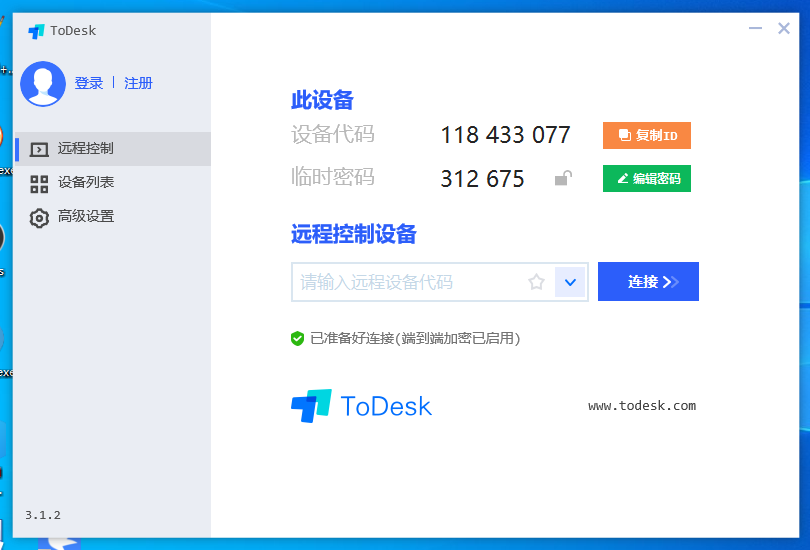 ToDesk
登录 | 注册
远程控制
设备列表
高级设置
3.1.2
此设备
设备代码 118 433 077 复制ID
临时密码 312 675 编辑密码
远程控制设备
请输入远程设备代码 连接
已准备好连接(端到端加密已启用)
ToDesk www.todesk.com
+..
exe
s
exe